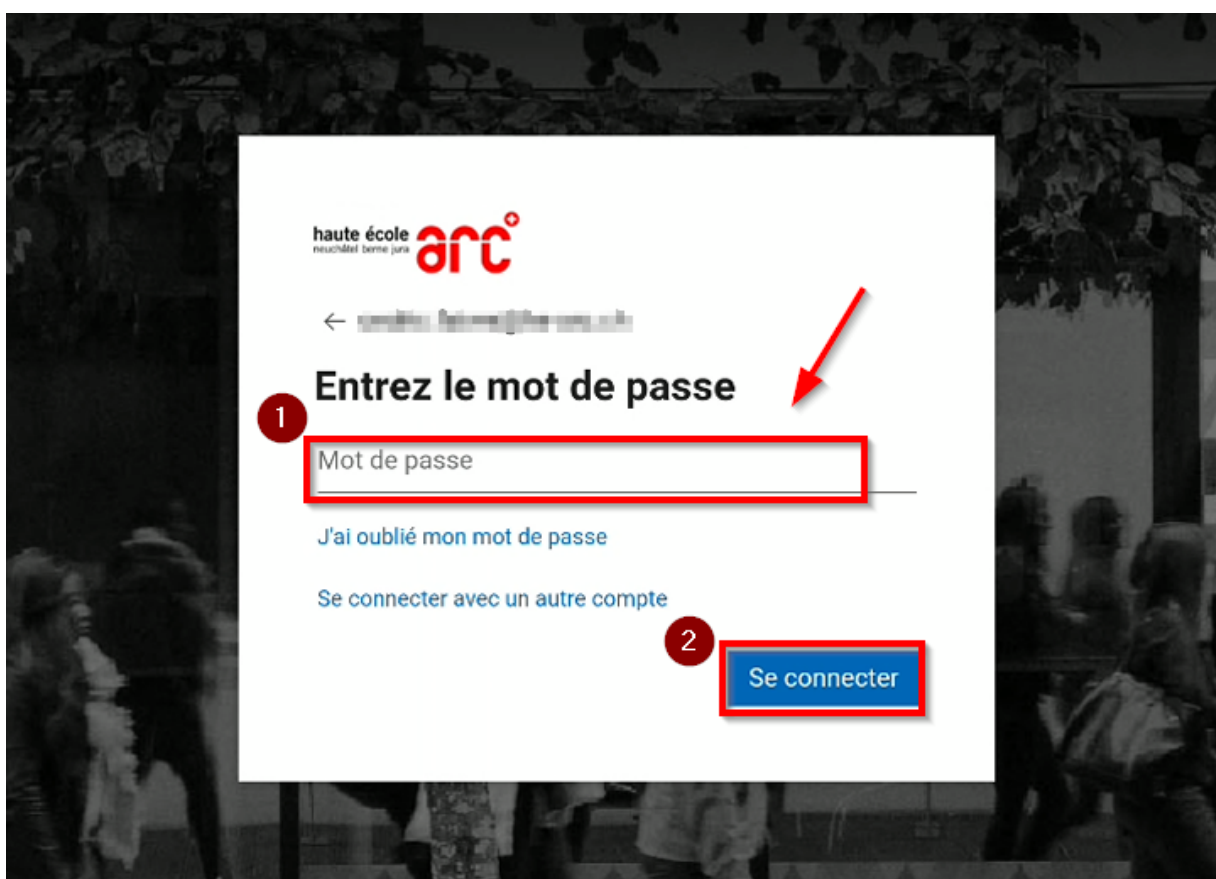 haute école
neuchâtel berne jura
arc
Entrez le mot de passe
1
Mot de passe
J'ai oublié mon mot de passe
Se connecter avec un autre compte
2
Se connecter